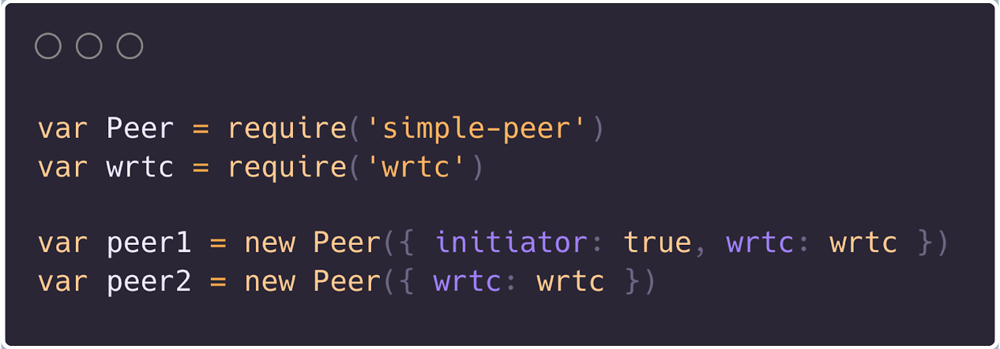 var Peer = require('simple-peer')
var wrtc = require('wrtc')
var peer1 = new Peer({ initiator: true, wrtc: wrtc })
var peer2 = new Peer({ wrtc: wrtc })